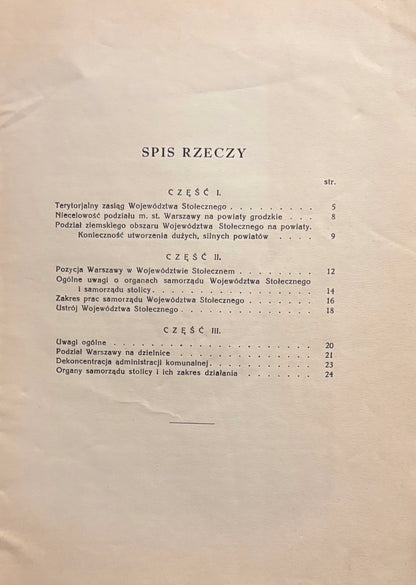 SPIS RZECZY
str.
CZĘŚĆ I.
Terytorjalny zasiąg Województwa Stołecznego . . . . . . . . . 5
Niecelowość podziału m. st. Warszawy na powiaty grodzkie . . . 8
Podział ziemskiego obszaru Województwa Stołecznego na powiaty.
Konieczność utworzenia dużych, silnych powiatów . . . . 9
CZĘŚĆ II.
Pozycja Warszawy w Województwie Stołecznem . . . . . . . . 12
Ogólne uwagi o organach samorządu Województwa Stołecznego
i samorządu stolicy . . . . . . . . . . . . . . . . . 14
Zakres prac samorządu Województwa Stołecznego . . . . . . . 16
Ustrój Województwa Stołecznego . . . . . . . . . . . . . . 18
CZĘŚĆ III.
Uwagi ogólne . . . . . . . . . . . . . . . . . . . . . 20
Podział Warszawy na dzielnice . . . . . . . . . . . . . . . 21
Dekoncentracja administracji komunalnej . . . . . . . . . . . 23
Organy samorządu stolicy i ich zakres działania . . . . . . . 24